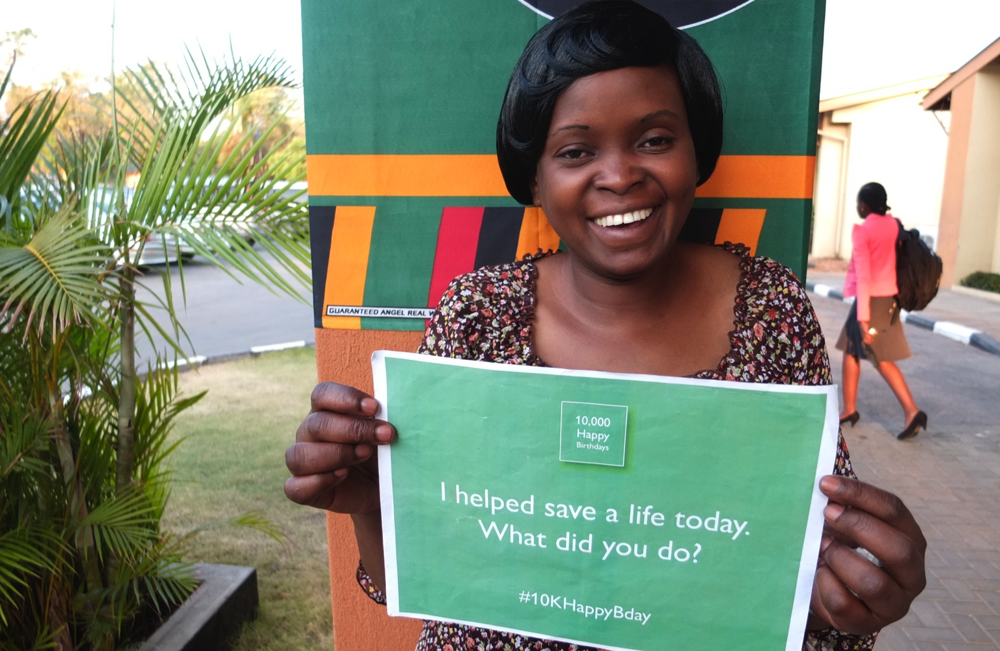 GUARANTEED ANGEL REAL
10,000
Happy
Birthdays
I helped save a life today.
What did you do?
#10KHappyBday